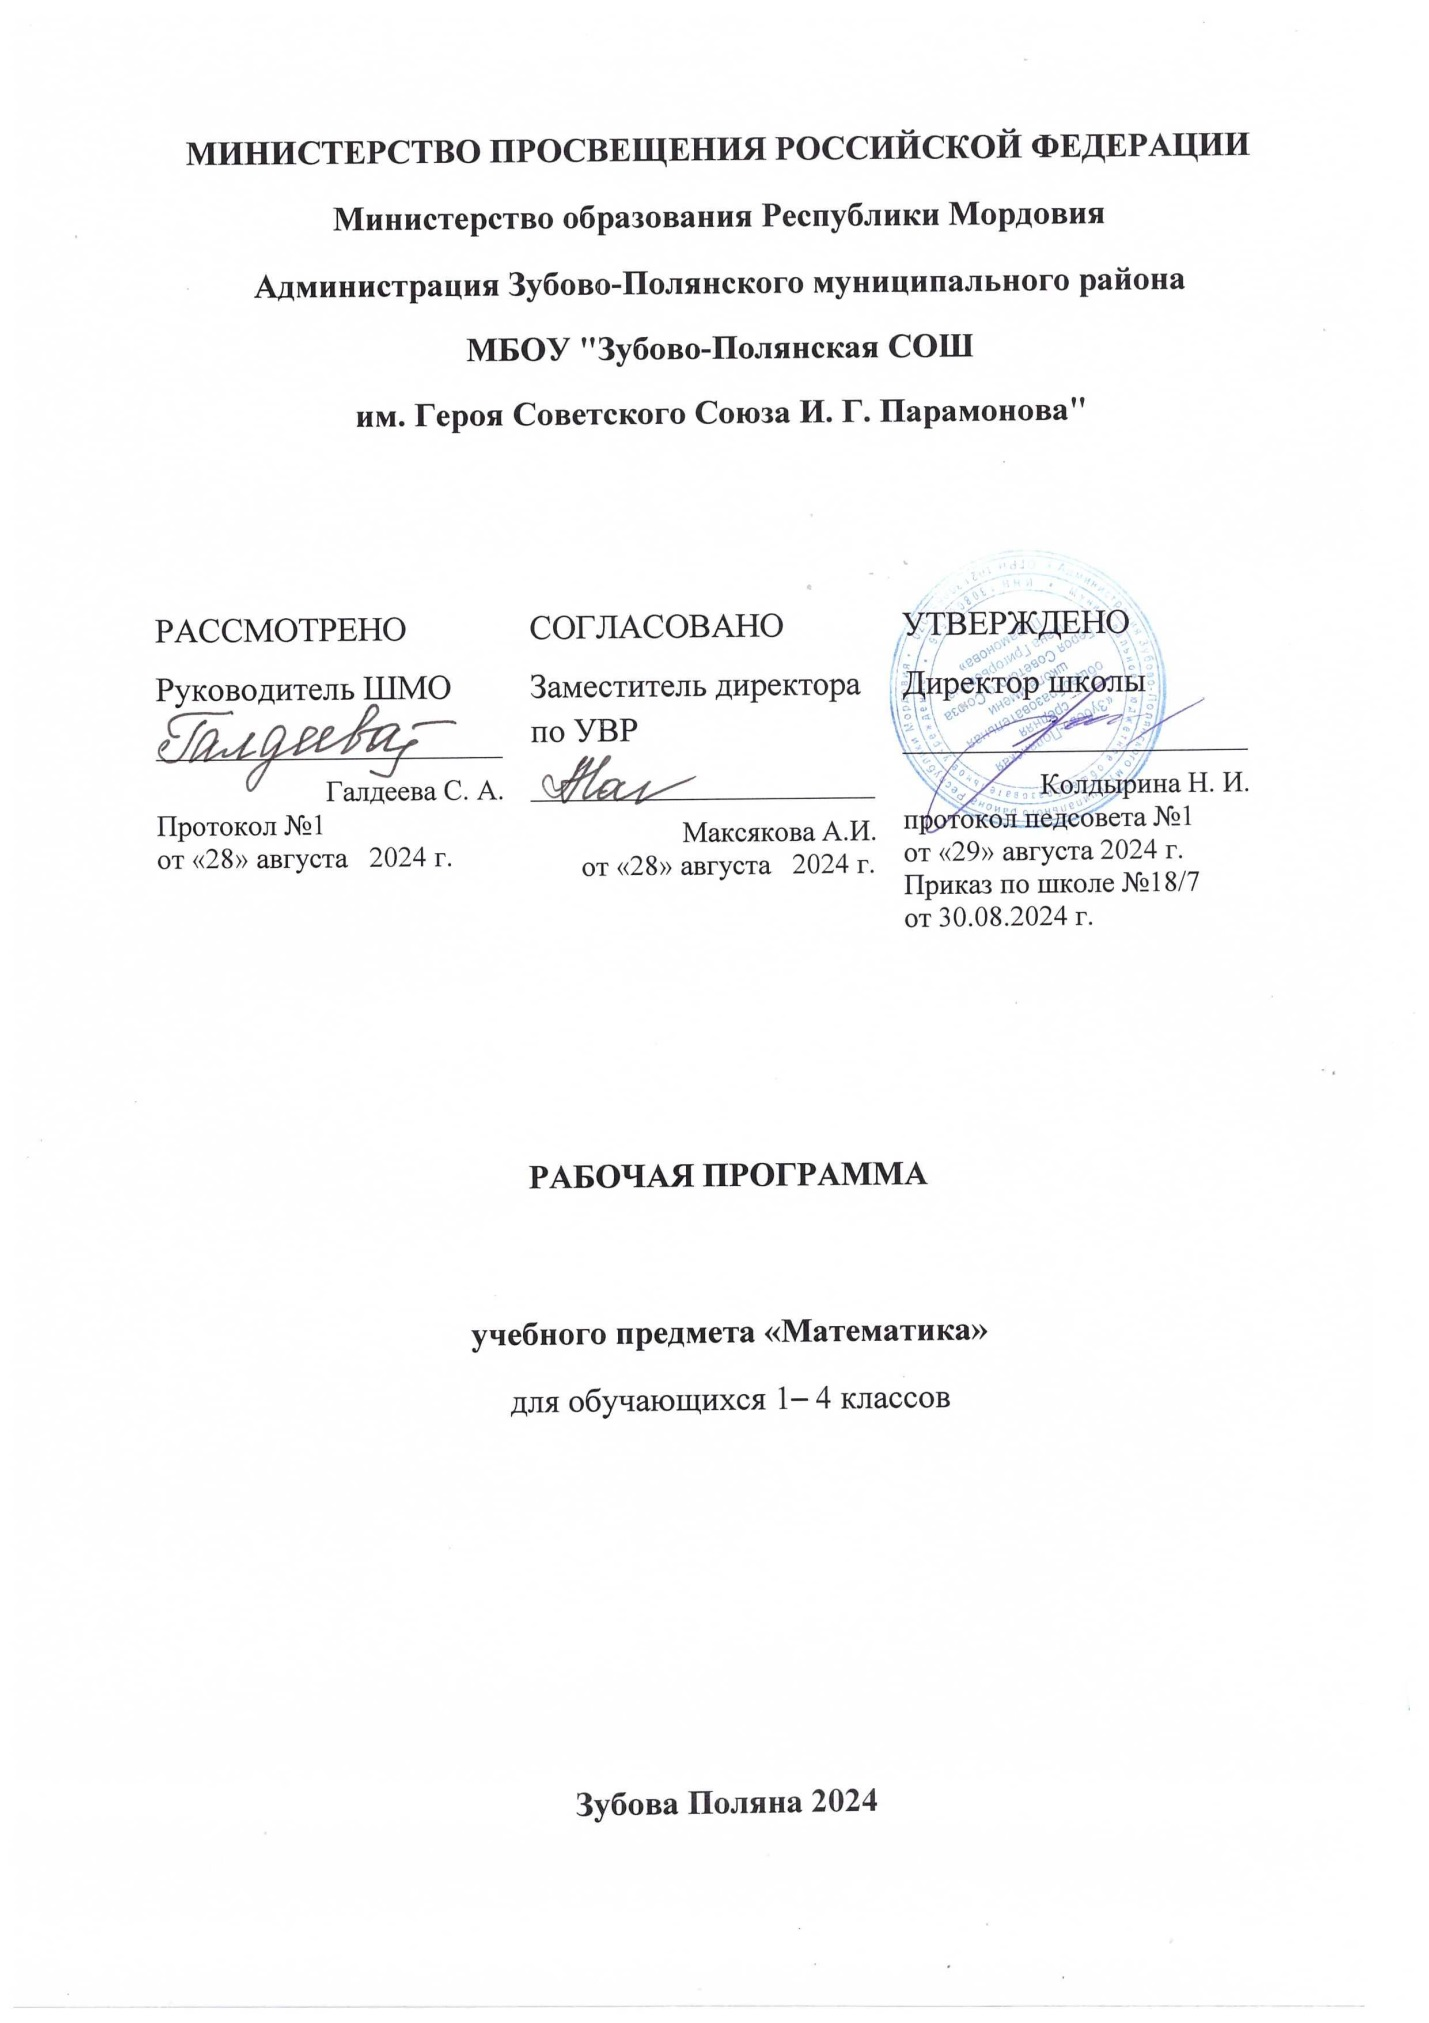 МИНИСТЕРСТВО ПРОСВЕЩЕНИЯ РОССИЙСКОЙ ФЕДЕРАЦИИ
Министерство образования Республики Мордовия
Администрация Зубово-Полянского муниципального района
МБОУ "Зубово-Полянская СОШ
им. Героя Советского Союза И. Г. Парамонова"
РАССМОТРЕНО
Руководитель ШМО
Галдеева
Галдеева С. А.
Протокол №1
от «28» августа 2024 г.
СОГЛАСОВАНО
Заместитель директора
по УВР
Максякова А.И.
от «28» августа 2024 г.
УТВЕРЖДЕНО
Директор школы
Колдырина Н. И.
протокол педсовета №1
от «29» августа 2024 г.
Приказ по школе №18/7
от 30.08.2024 г.
РАБОЧАЯ ПРОГРАММА
учебного предмета «Математика»
для обучающихся 1– 4 классов
Зубова Поляна 2024